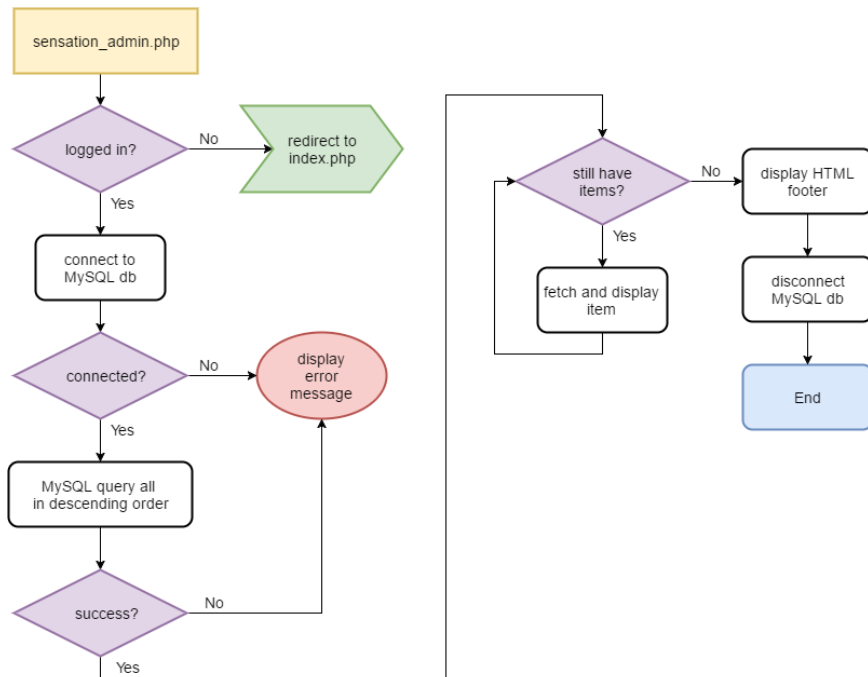 sensation_admin.php
logged in?
No
redirect to
index.php
Yes
connect to
MySQL db
connected?
No
display
error
message
Yes
MySQL query all
in descending order
success?
No
Yes
still have
items?
No
display HTML
footer
Yes
fetch and display
item
disconnect
MySQL db
End